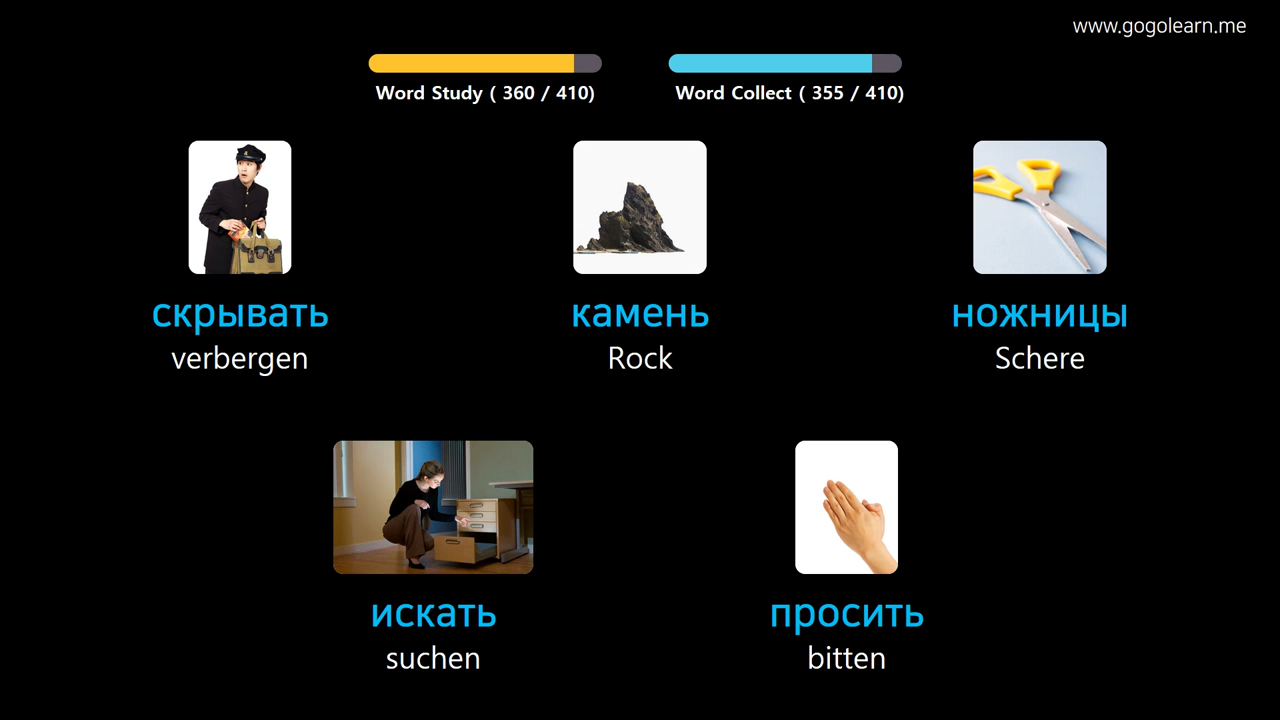 www.gogolearn.me
Word Study ( 360 / 410)
Word Collect ( 355 / 410)
скрывать
verbergen
камень
Rock
ножницы
Schere
искать
suchen
просить
bitten